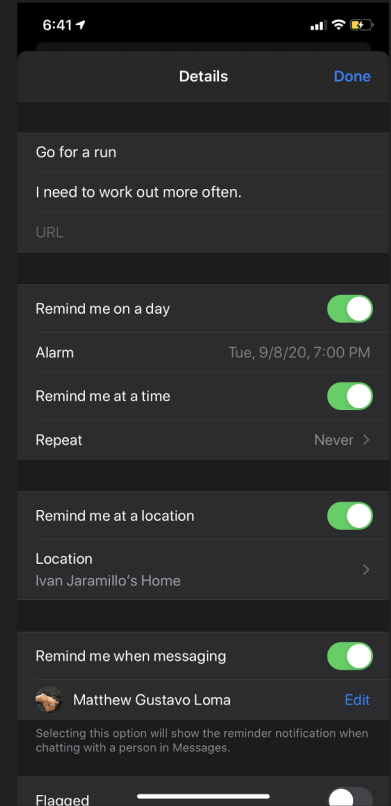 6:41
Details
Done
Go for a run
I need to work out more often.
URL
Remind me on a day
Alarm
Tue, 9/8/20, 7:00 PM
Remind me at a time
Repeat
Never
Remind me at a location
Location
Ivan Jaramillo's Home
Remind me when messaging
Matthew Gustavo Loma
Edit
Selecting this option will show the reminder notification when
chatting with a person in Messages.
Flagged